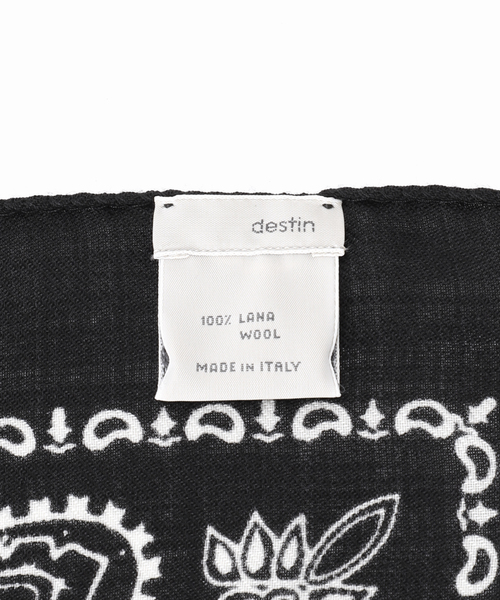 destin
100% LANA
WOOL
MADE IN ITALY